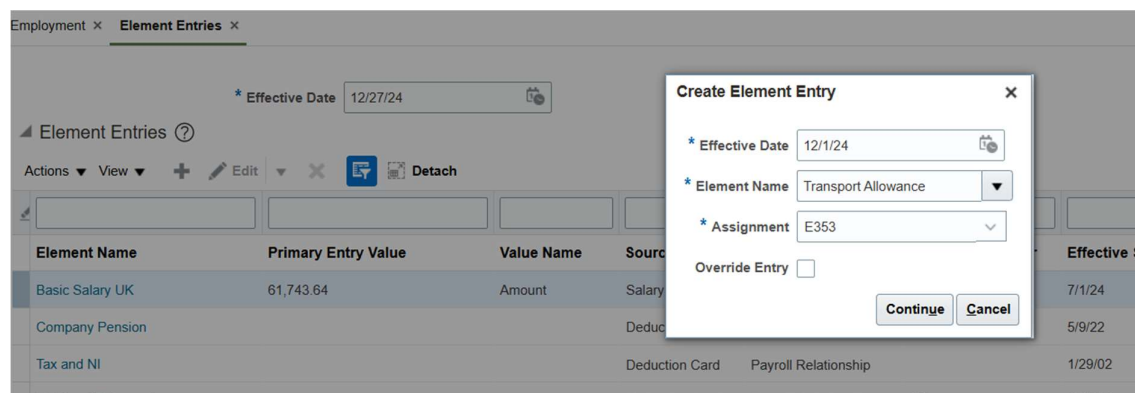 Employment × Element Entries ×
* Effective Date 12/27/24
Element Entries ?
Actions View Edit Detach
Element Name Primary Entry Value Value Name Effective
Basic Salary UK 61,743.64 Amount Salary 7/1/24
Company Pension 5/9/22
Tax and NI Deduction Card Payroll Relationship 1/29/02
Create Element Entry ×
* Effective Date 12/1/24
* Element Name Transport Allowance
* Assignment E353
Override Entry
Continue Cancel